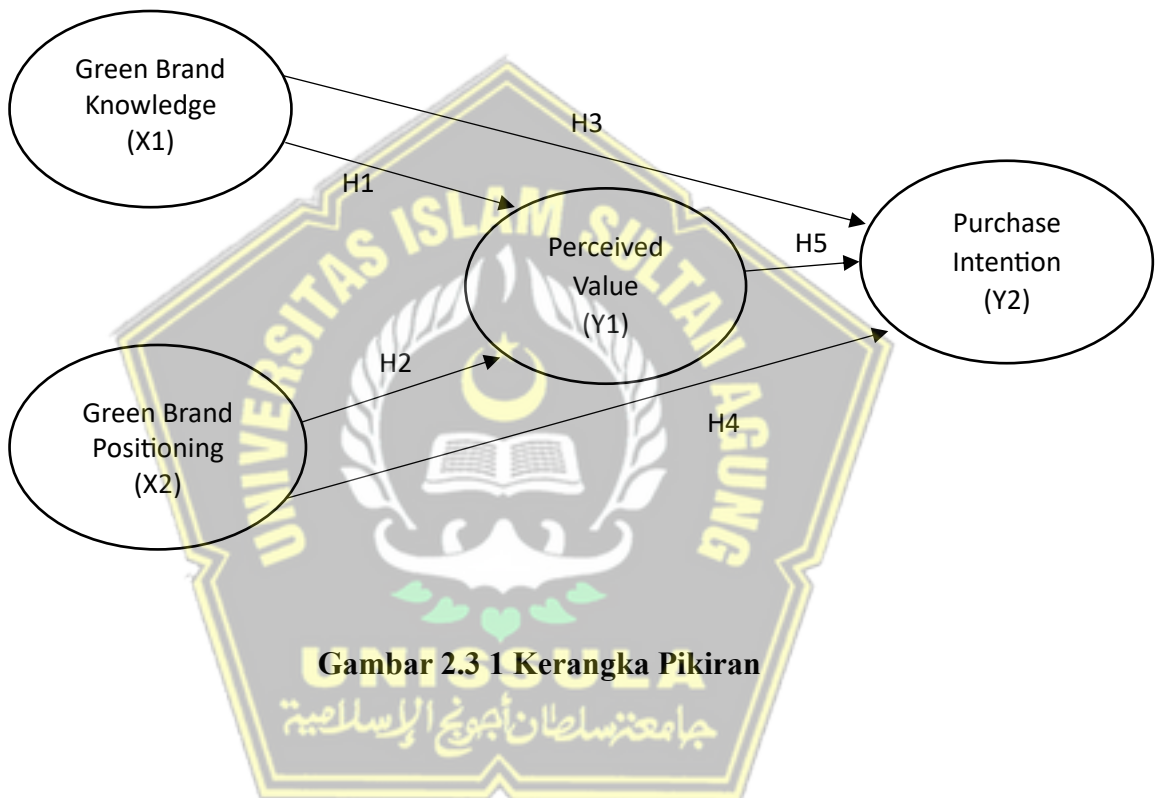 Green Brand
Knowledge
(X1)
H3
H1
Perceived
Value
(Y1)
H5
Purchase
Intention
(Y2)
H2
Green Brand
Positioning
(X2)
H4
Gambar 2.3 1 Kerangka Pikiran
UNIVERSITAS ISLAM SULTAN AGUNG
UNISSULA
جامعة سلطان أجونج الإسلامية